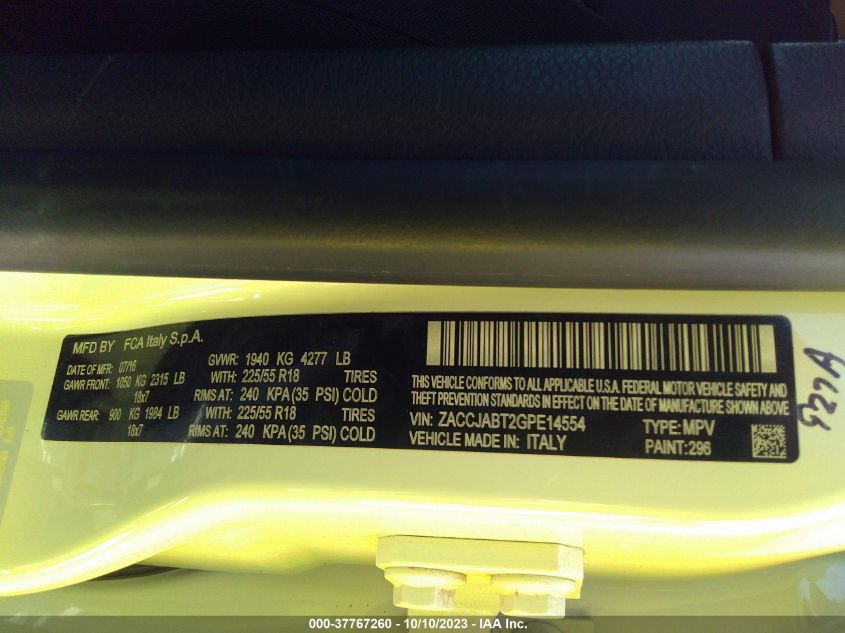 MFD BY FCA Italy S.p.A.
DATE OF MFR: 07/16 GVWR: 1940 KG 4277 LB
GAWR FRONT: 1050 KG 2315 LB WITH: 225/55 R18 TIRES
18x7 RIMS AT: 240 KPA (35 PSI) COLD
GAWR REAR: 900 KG 1984 LB WITH: 225/55 R18 TIRES
18x7 RIMS AT: 240 KPA (35 PSI) COLD
THIS VEHICLE CONFORMS TO ALL APPLICABLE U.S.A. FEDERAL MOTOR VEHICLE SAFETY AND
THEFT PREVENTION STANDARDS IN EFFECT ON THE DATE OF MANUFACTURE SHOWN ABOVE
VIN: ZACCJABT2GPE14554 TYPE: MPV
VEHICLE MADE IN: ITALY PAINT: 296
927A
000-37767260 - 10/10/2023 - IAA Inc.